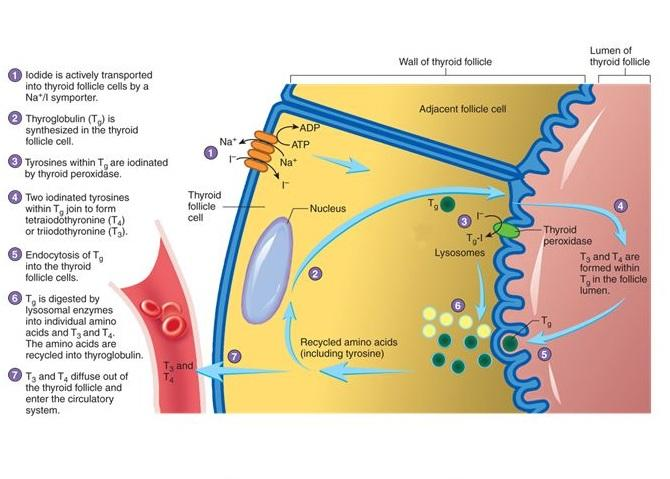 1 Iodide is actively transported
into thyroid follicle cells by a
Na⁺/I symporter.
2 Thyroglobulin (Tg) is
synthesized in the thyroid
follicle cell.
3 Tyrosines within Tg are iodinated
by thyroid peroxidase.
4 Two iodinated tyrosines
within Tg join to form
tetraiodothyronine (T₄)
or triiodothyronine (T₃).
5 Endocytosis of Tg
into the thyroid
follicle cells.
6 Tg is digested by
lysosomal enzymes
into individual amino
acids and T₃ and T₄.
The amino acids are
recycled into thyroglobulin.
7 T₃ and T₄ diffuse out of
the thyroid follicle and
enter the circulatory
system.
Wall of thyroid follicle
Lumen of
thyroid follicle
Adjacent follicle cell
ADP
ATP
Na⁺
Na⁺
1
I⁻
I⁻
Thyroid
follicle
cell
Nucleus
2
Tg
3
I⁻
Tg-I
Thyroid
peroxidase
Lysosomes
4
T₃ and T₄ are
formed within
Tg in the follicle
lumen.
6
Tg
5
Recycled amino acids
(including tyrosine)
7
T₃ and
T₄